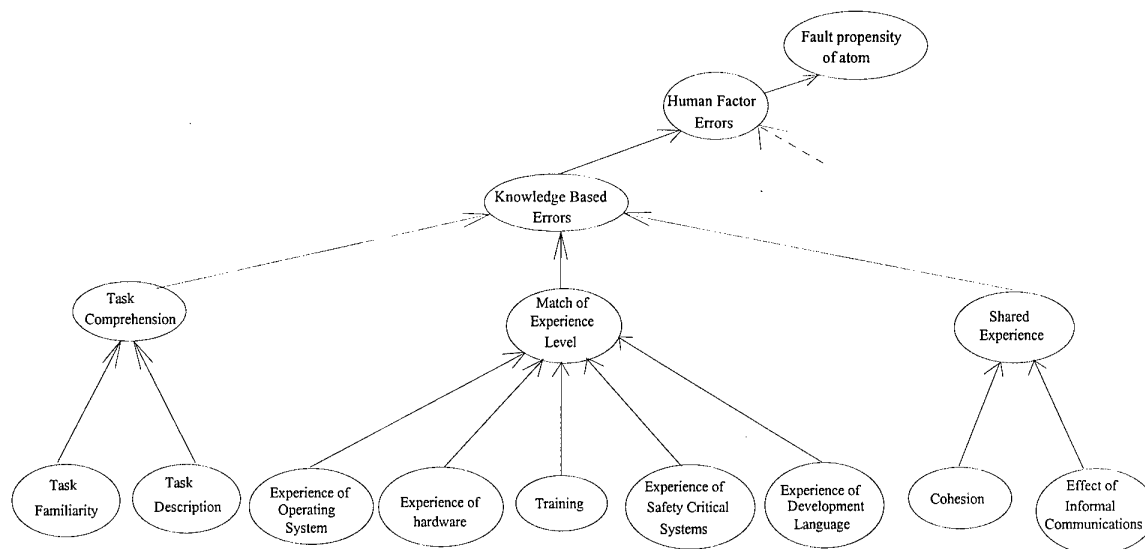 Fault propensity
of atom
Human Factor
Errors
Knowledge Based
Errors
Task
Comprehension
Match of
Experience
Level
Shared
Experience
Task
Familiarity
Task
Description
Experience of
Operating
System
Experience of
hardware
Training
Experience of
Safety Critical
Systems
Experience of
Development
Language
Cohesion
Effect of
Informal
Communications